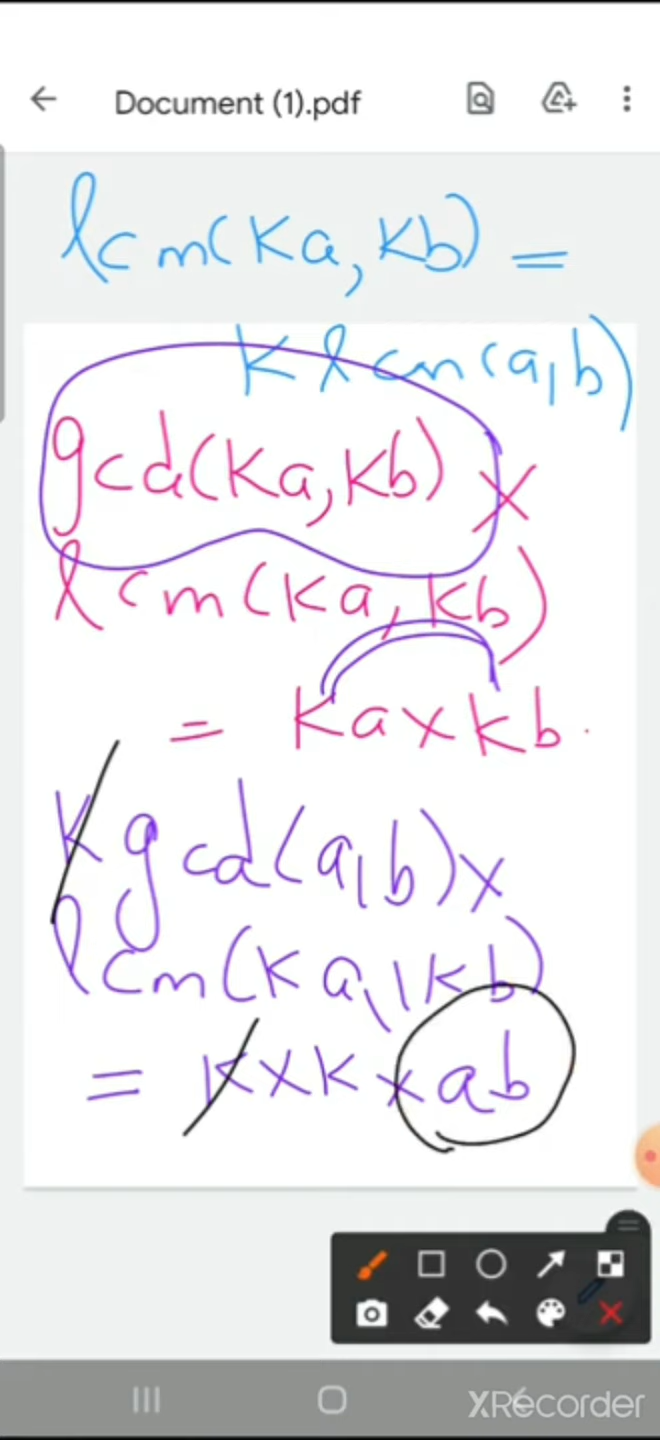 Document (1).pdf
lcm(Ka, Kb) =
K lcm(a,b)
gcd(Ka, Kb) ×
lcm(Ka, Kb)
= Ka×Kb.
K gcd(a,b)×
lcm(Ka, Kb)
= K×K×ab
XRecorder